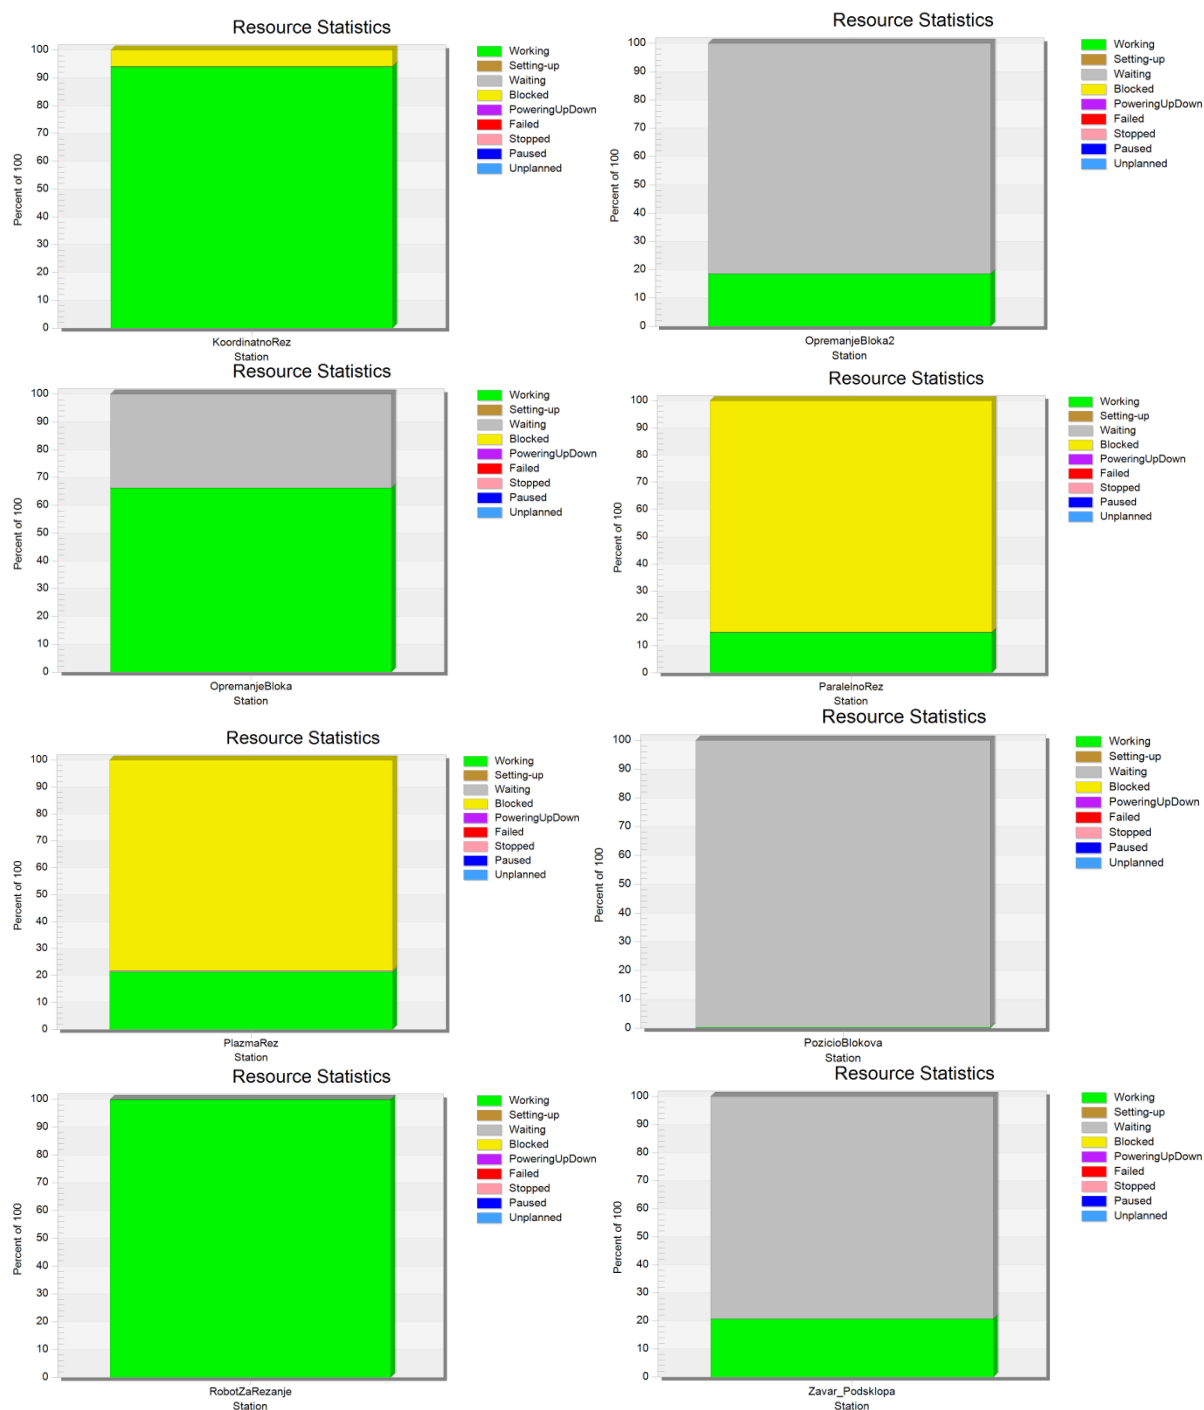 Resource Statistics
Percent of 100
100
90
80
70
60
50
40
30
20
10
0
KoordinatnoRez
Station
Working
Setting-up
Waiting
Blocked
PoweringUpDown
Failed
Stopped
Paused
Unplanned
Resource Statistics
Percent of 100
100
90
80
70
60
50
40
30
20
10
0
OpremanjeBloka2
Station
Working
Setting-up
Waiting
Blocked
PoweringUpDown
Failed
Stopped
Paused
Unplanned
Resource Statistics
Percent of 100
100
90
80
70
60
50
40
30
20
10
0
OpremanjeBloka
Station
Working
Setting-up
Waiting
Blocked
PoweringUpDown
Failed
Stopped
Paused
Unplanned
Resource Statistics
Percent of 100
100
90
80
70
60
50
40
30
20
10
0
ParalelnoRez
Station
Working
Setting-up
Waiting
Blocked
PoweringUpDown
Failed
Stopped
Paused
Unplanned
Resource Statistics
Percent of 100
100
90
80
70
60
50
40
30
20
10
0
PlazmaRez
Station
Working
Setting-up
Waiting
Blocked
PoweringUpDown
Failed
Stopped
Paused
Unplanned
Resource Statistics
Percent of 100
100
90
80
70
60
50
40
30
20
10
0
PozicioBlokova
Station
Working
Setting-up
Waiting
Blocked
PoweringUpDown
Failed
Stopped
Paused
Unplanned
Resource Statistics
Percent of 100
100
90
80
70
60
50
40
30
20
10
0
RobotZaRezanje
Station
Working
Setting-up
Waiting
Blocked
PoweringUpDown
Failed
Stopped
Paused
Unplanned
Resource Statistics
Percent of 100
100
90
80
70
60
50
40
30
20
10
0
Zavar_Podsklopa
Station
Working
Setting-up
Waiting
Blocked
PoweringUpDown
Failed
Stopped
Paused
Unplanned